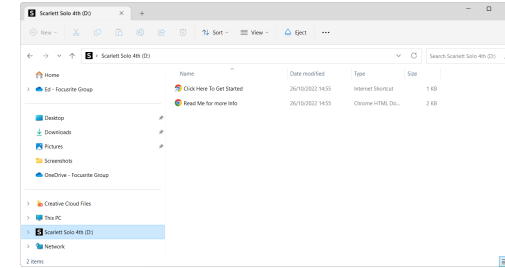 S Scarlett Solo 4th (D:) × +
New Sort View Eject ...
S › Scarlett Solo 4th (D:) Search Scarlett Solo 4th (D:)
Home
Ed - Focusrite Group
Desktop
Downloads
Pictures
Screenshots
OneDrive - Focusrite Group
Creative Cloud Files
This PC
S Scarlett Solo 4th (D:)
Network
Name Date modified Type Size
Click Here To Get Started 26/10/2022 14:55 Internet Shortcut 1 KB
Read Me for more Info 26/10/2022 14:55 Chrome HTML Do... 2 KB
2 items